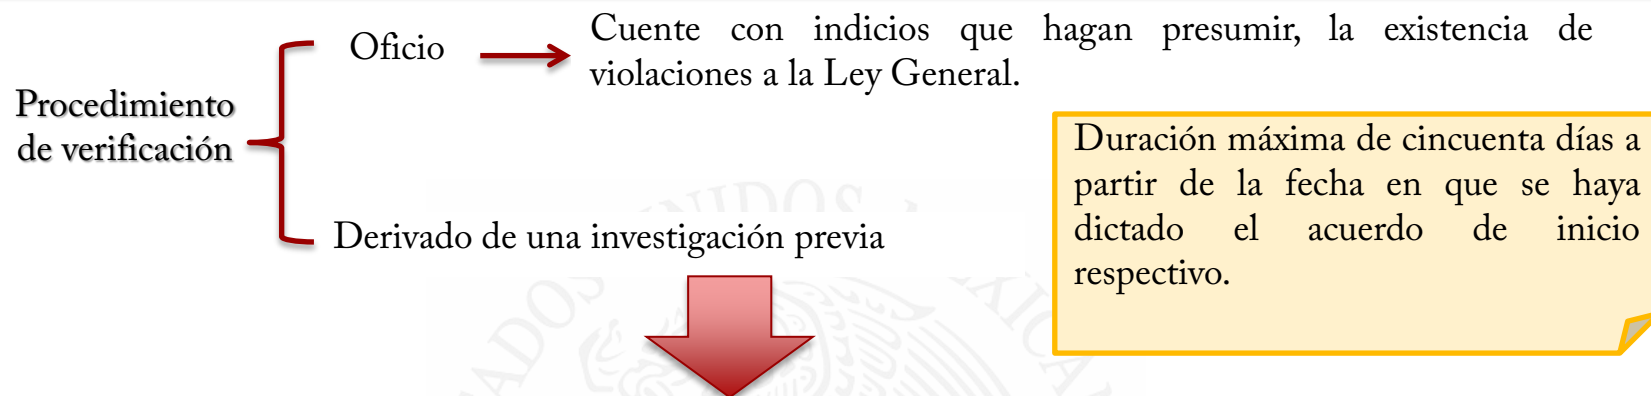 Oficio
Cuente con indicios que hagan presumir, la existencia de
violaciones a la Ley General.
Procedimiento
de verificación
Duración máxima de cincuenta días a
partir de la fecha en que se haya
dictado el acuerdo de inicio
respectivo.
Derivado de una investigación previa